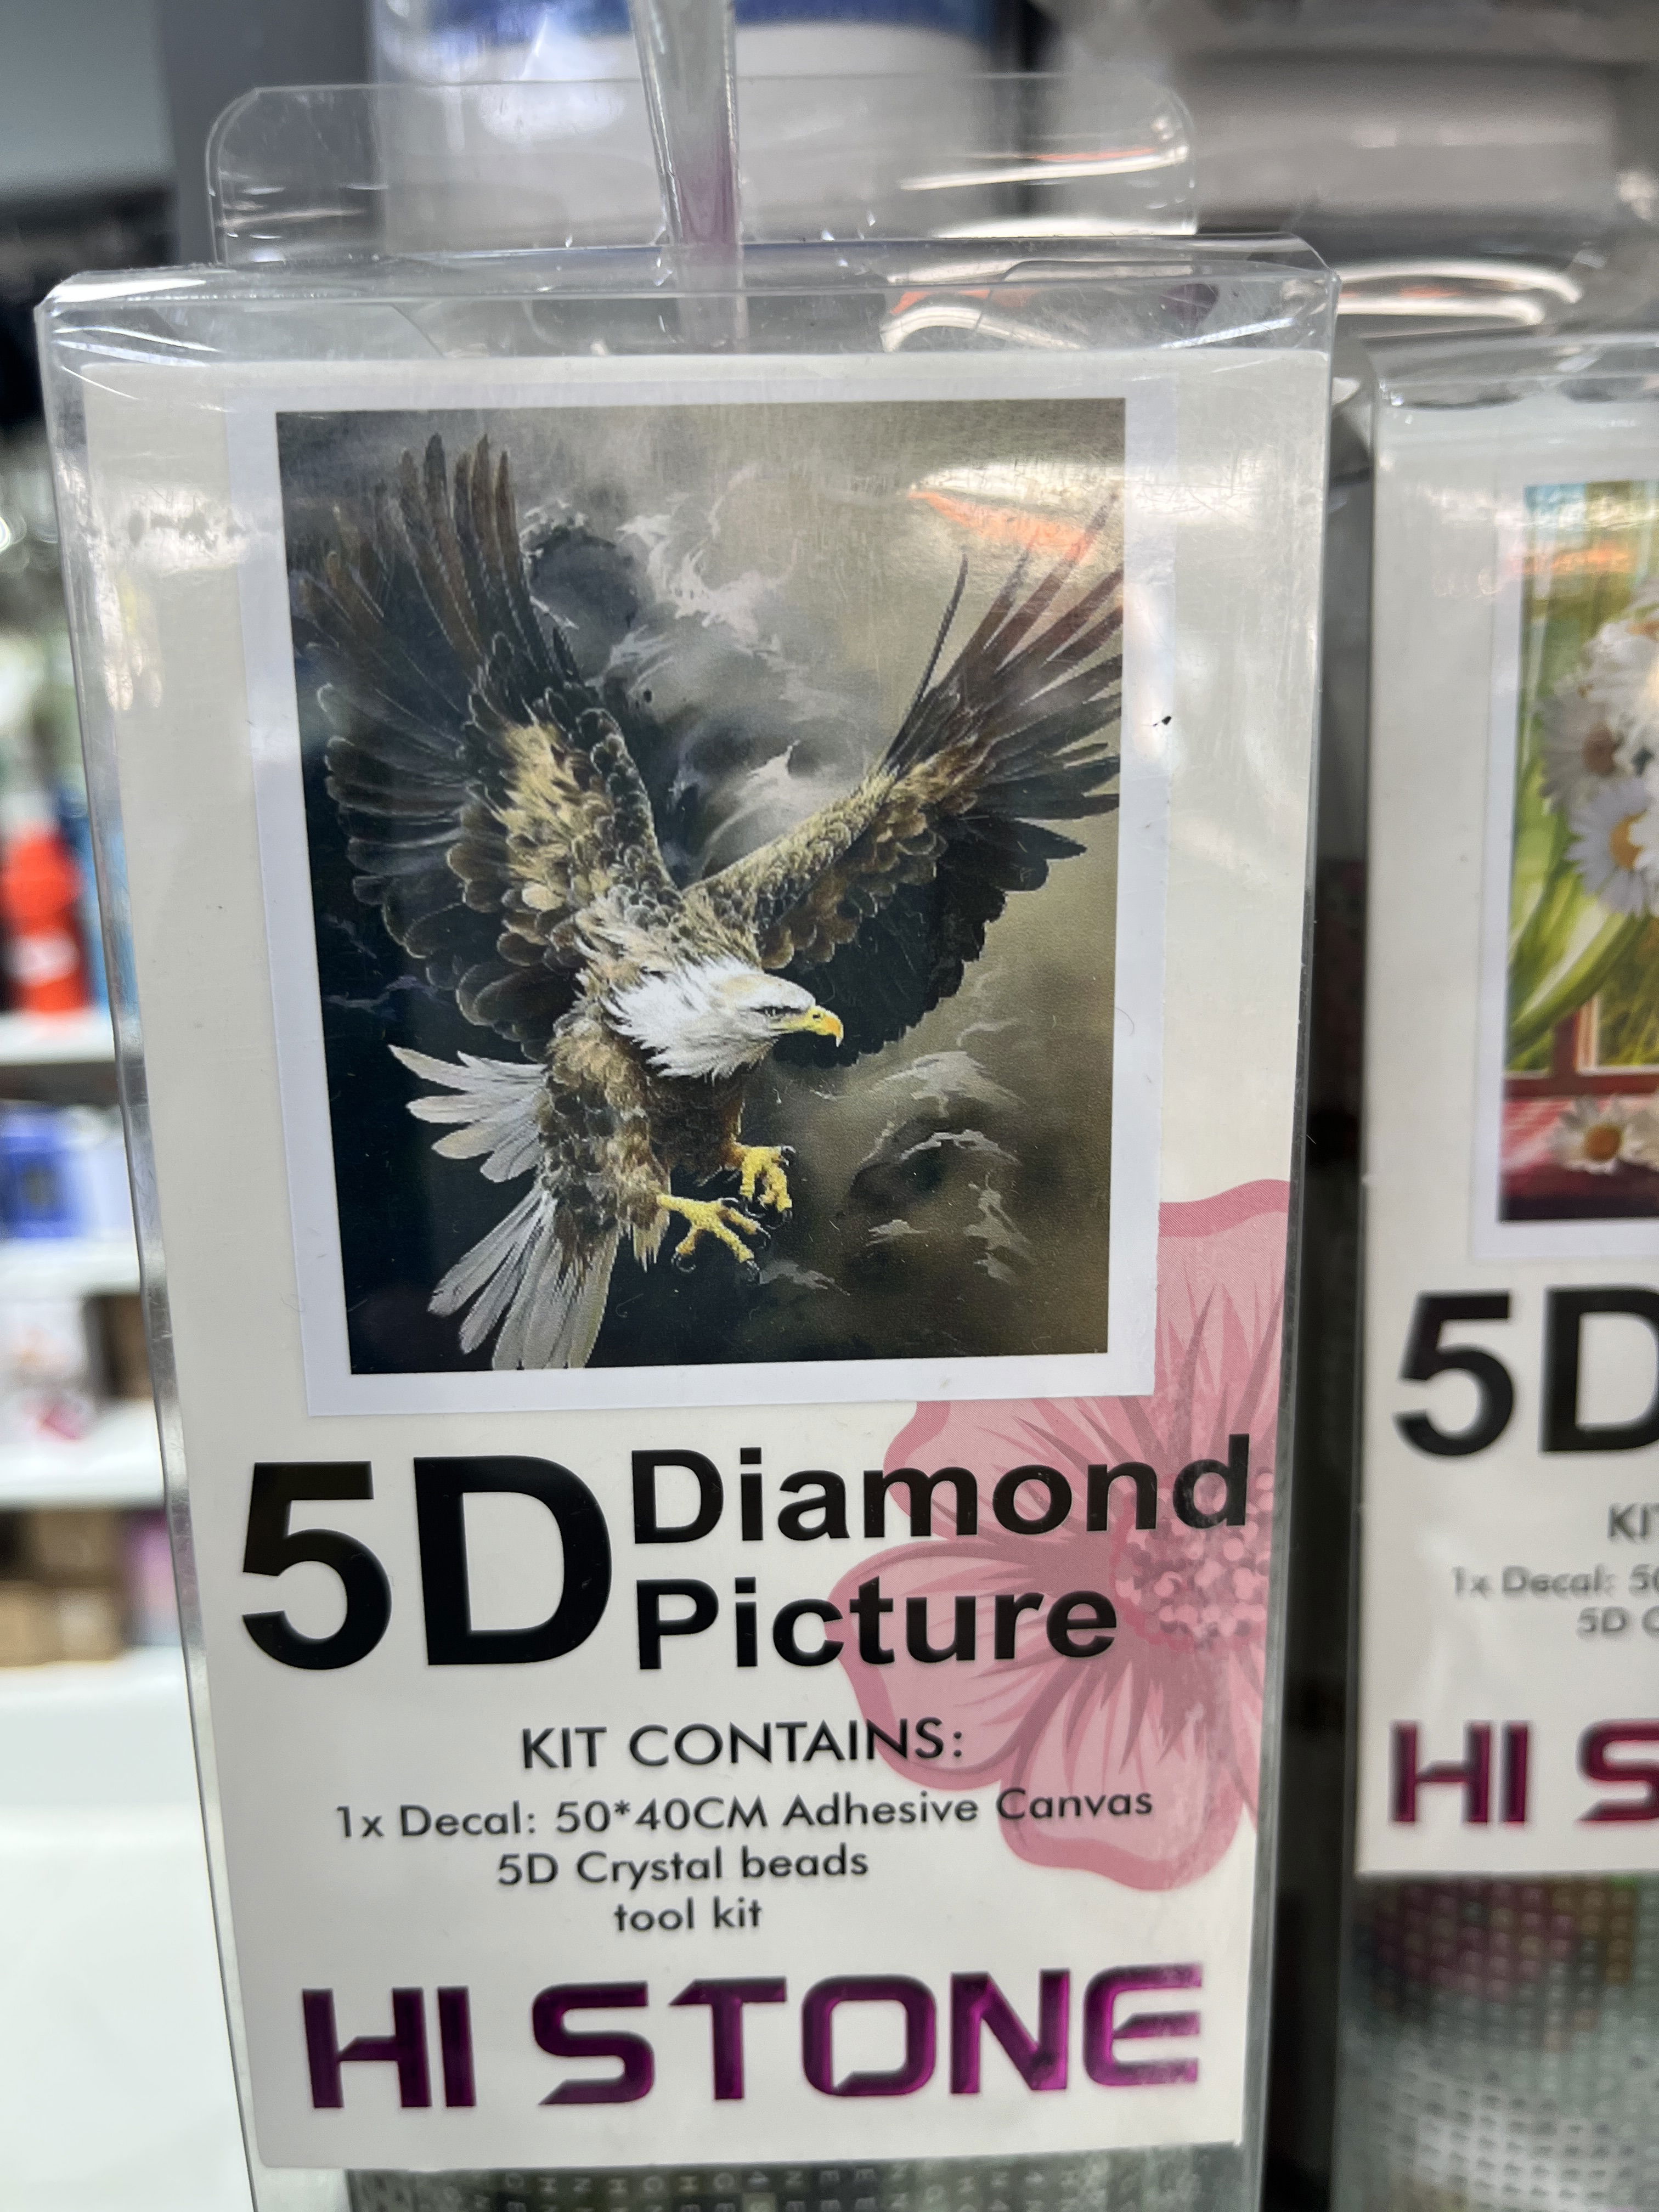 5D Diamond
Picture
KIT CONTAINS:
1x Decal: 50*40CM Adhesive Canvas
5D Crystal beads
tool kit
HI STONE
5D
1x Decal:
5D
HI